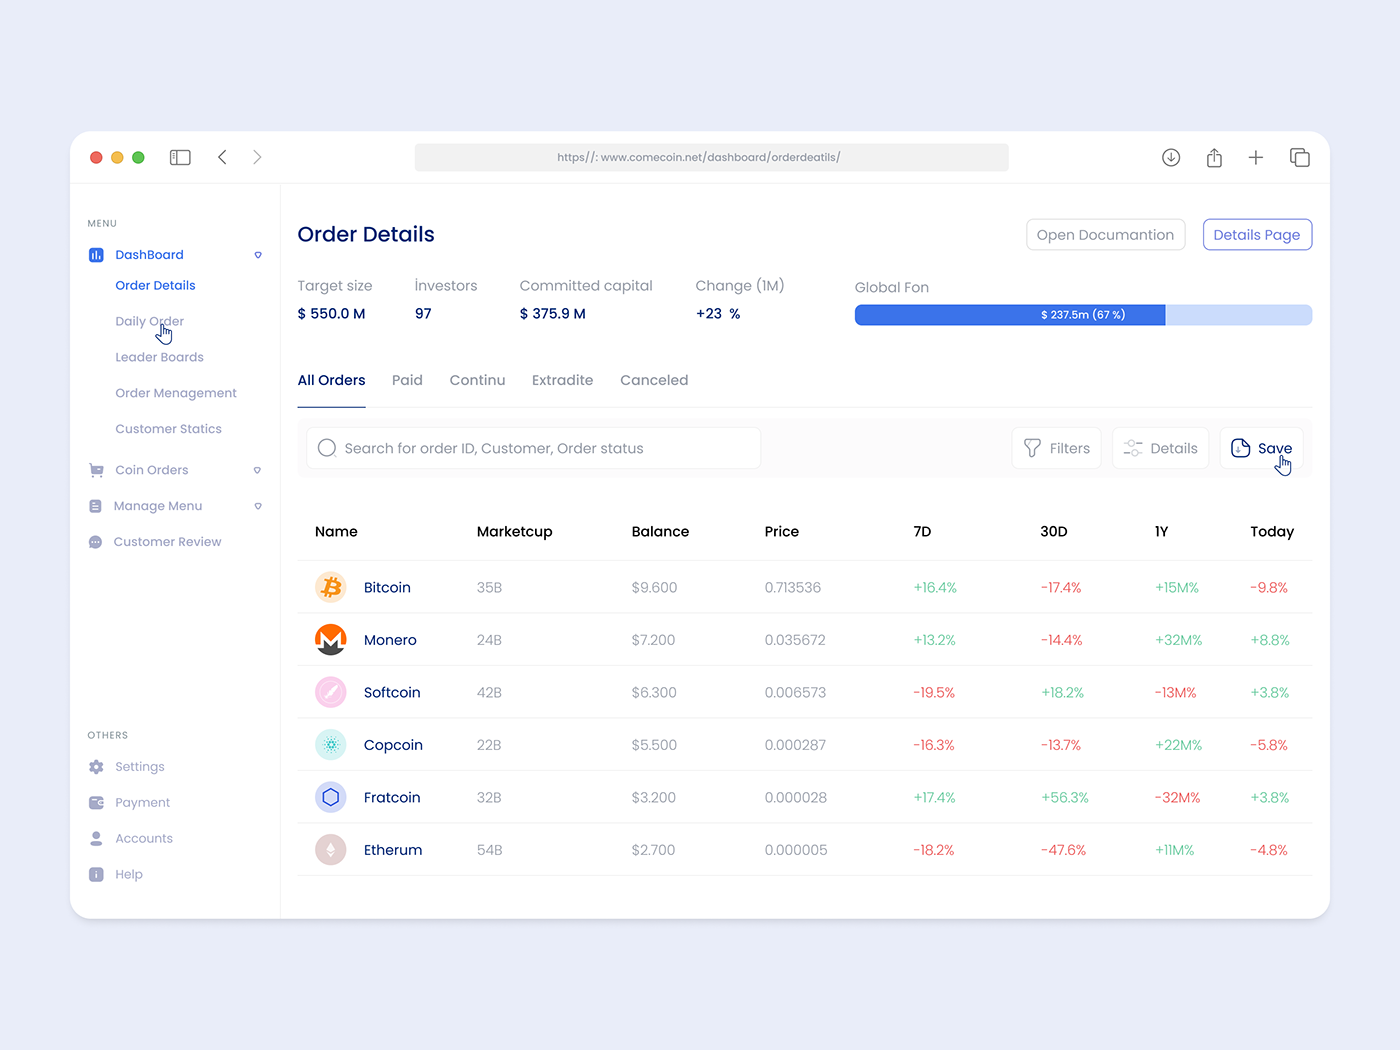 https//: www.comecoin.net/dashboard/orderdeatils/
MENU
DashBoard
Order Details
Daily Order
Leader Boards
Order Menagement
Customer Statics
Coin Orders
Manage Menu
Customer Review
OTHERS
Settings
Payment
Accounts
Help
Order Details
Open Documantion
Details Page
Target size
$ 550.0 M
İnvestors
97
Committed capital
$ 375.9 M
Change (1M)
+23 %
Global Fon
$ 237.5m (67 %)
All Orders Paid Continu Extradite Canceled
Search for order ID, Customer, Order status
Filters
Details
Save
Name Marketcup Balance Price 7D 30D 1Y Today
Bitcoin 35B $9.600 0.713536 +16.4% -17.4% +15M% -9.8%
Monero 24B $7.200 0.035672 +13.2% -14.4% +32M% +8.8%
Softcoin 42B $6.300 0.006573 -19.5% +18.2% -13M% +3.8%
Copcoin 22B $5.500 0.000287 -16.3% -13.7% +22M% -5.8%
Fratcoin 32B $3.200 0.000028 +17.4% +56.3% -32M% +3.8%
Etherum 54B $2.700 0.000005 -18.2% -47.6% +11M% -4.8%